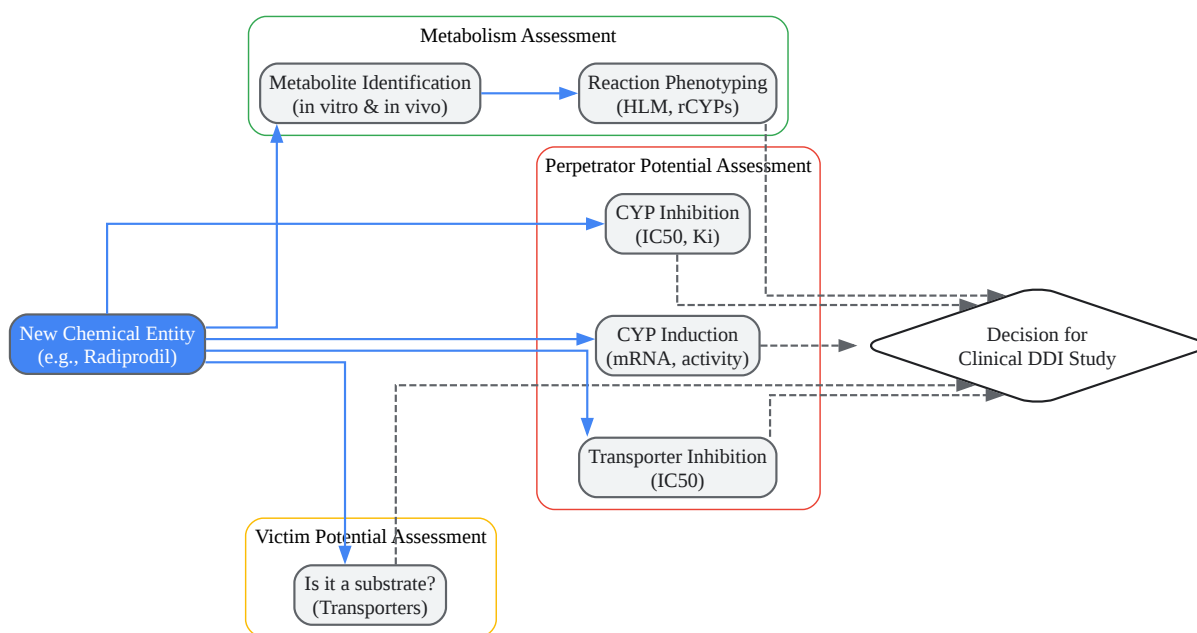 Metabolism Assessment
Metabolite Identification
(in vitro & in vivo)
Reaction Phenotyping
(HLM, rCYPs)
Perpetrator Potential Assessment
CYP Inhibition
(IC50, Ki)
New Chemical Entity
(e.g., Radiprodil)
CYP Induction
(mRNA, activity)
Decision for
Clinical DDI Study
Transporter Inhibition
(IC50)
Victim Potential Assessment
Is it a substrate?
(Transporters)